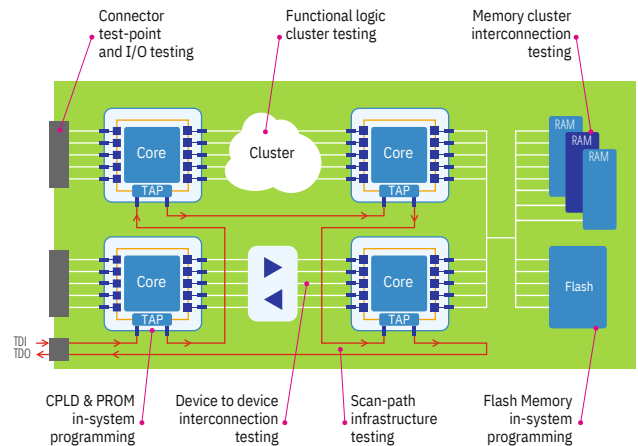 Connector
test-point
and I/O testing
Functional logic
cluster testing
Memory cluster
interconnection
testing
RAM
RAM
RAM
Core
Cluster
Core
TAP
TAP
Core
Core
Flash
TAP
TAP
TDI
TDO
CPLD & PROM
in-system
programming
Device to device
interconnection
testing
Scan-path
infrastructure
testing
Flash Memory
in-system
programming